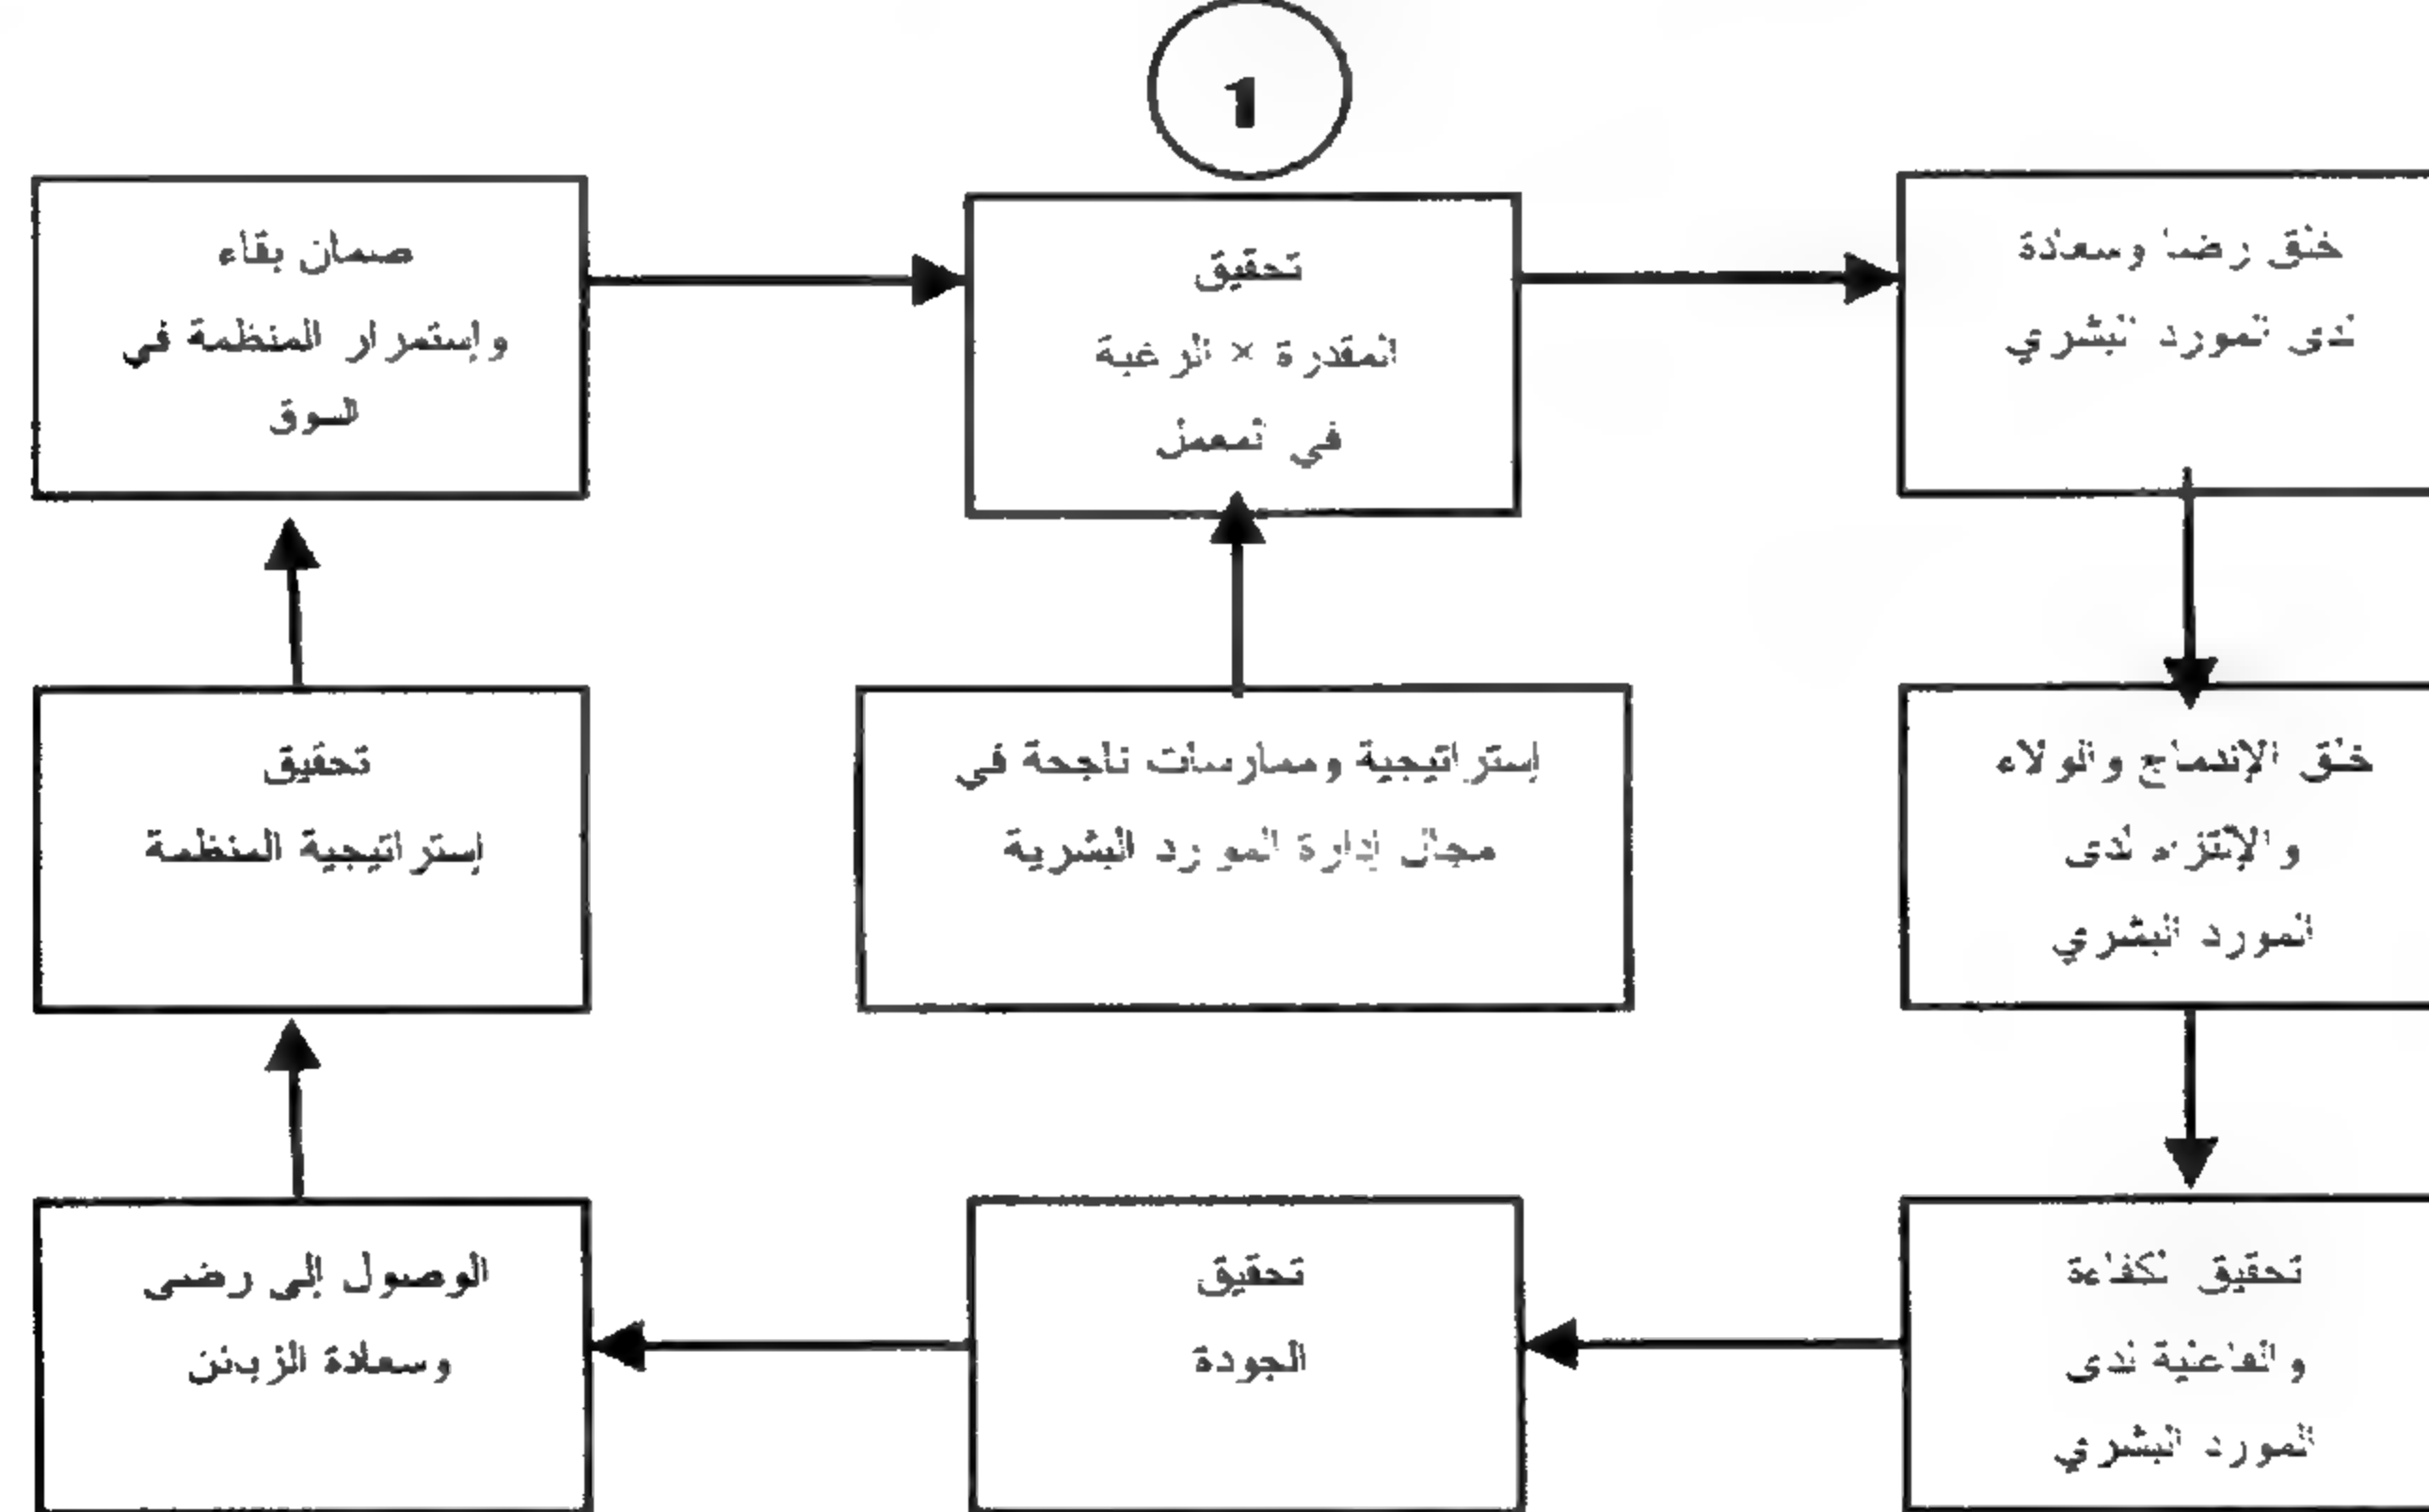 1
خلق رضا وسعادة
لدى المورد البشري
تحقيق
المقدرة × الرغبة
في المعمل
ضمان بقاء
وإستمرار المنظمة في
السوق
خلق الإندماج والولاء
والإلتزام لدى
المورد البشري
إستراتيجية وممارسات ناجحة في
مجال إدارة الموارد البشرية
تحقيق
إستراتيجية المنظمة
تحقيق الكفاءة
والفاعلية لدى
المورد البشري
تحقيق
الجودة
الوصول إلى رضى
وسعادة الزبائن